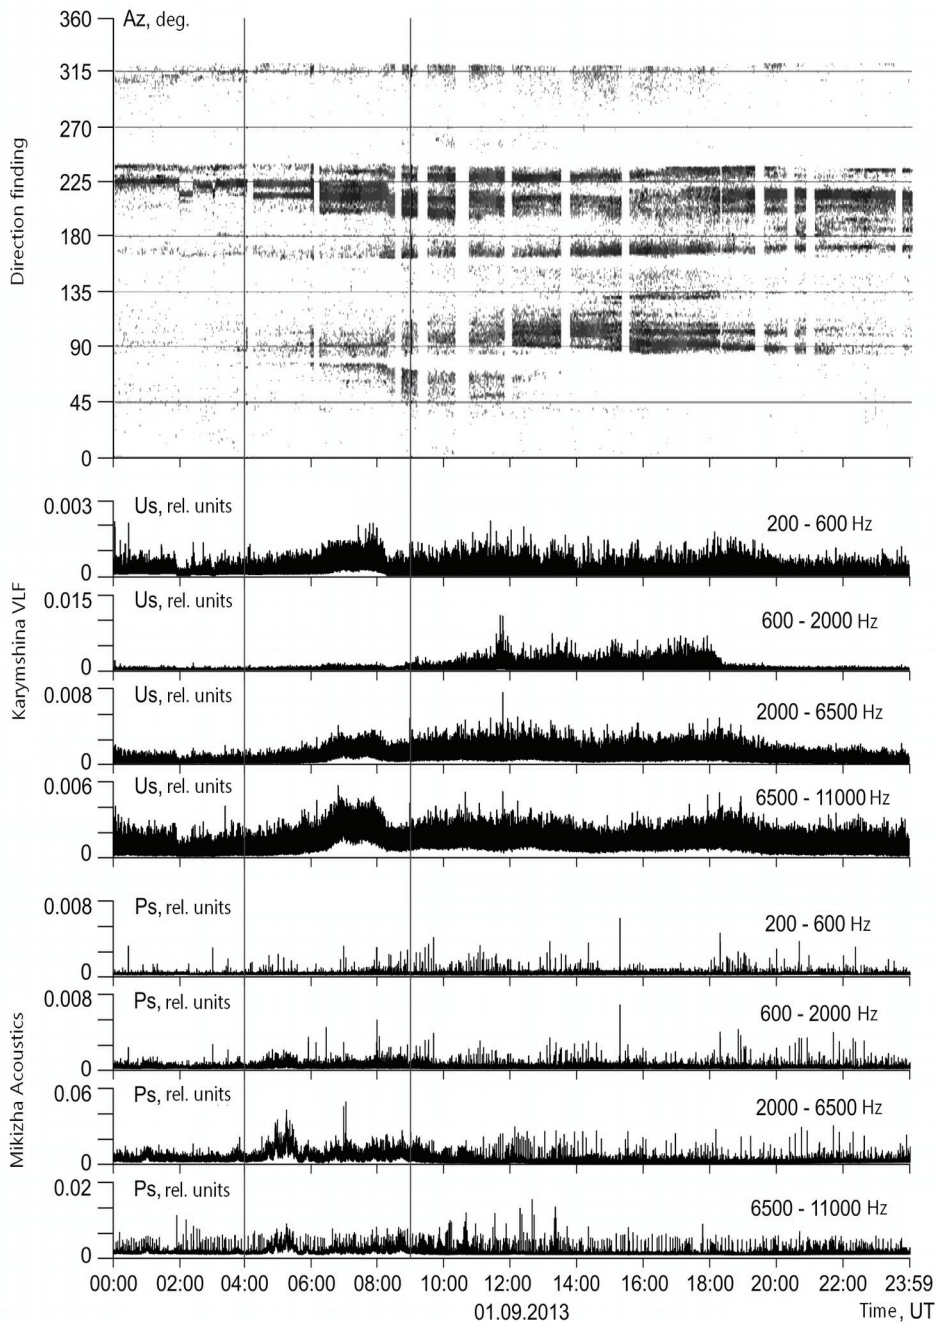 360
Az, deg.
315
270
225
180
135
90
45
0
Direction finding
0.003
Us, rel. units
200 - 600 Hz
0
0.015
Us, rel. units
600 - 2000 Hz
0
0.008
Us, rel. units
2000 - 6500 Hz
0
0.006
Us, rel. units
6500 - 11000 Hz
0
Karymshina VLF
0.008
Ps, rel. units
200 - 600 Hz
0
0.008
Ps, rel. units
600 - 2000 Hz
0
0.06
Ps, rel. units
2000 - 6500 Hz
0
0.02
Ps, rel. units
6500 - 11000 Hz
0
Mikizha Acoustics
00:00 02:00 04:00 06:00 08:00 10:00 12:00 14:00 16:00 18:00 20:00 22:00 23:59
01.09.2013
Time, UT